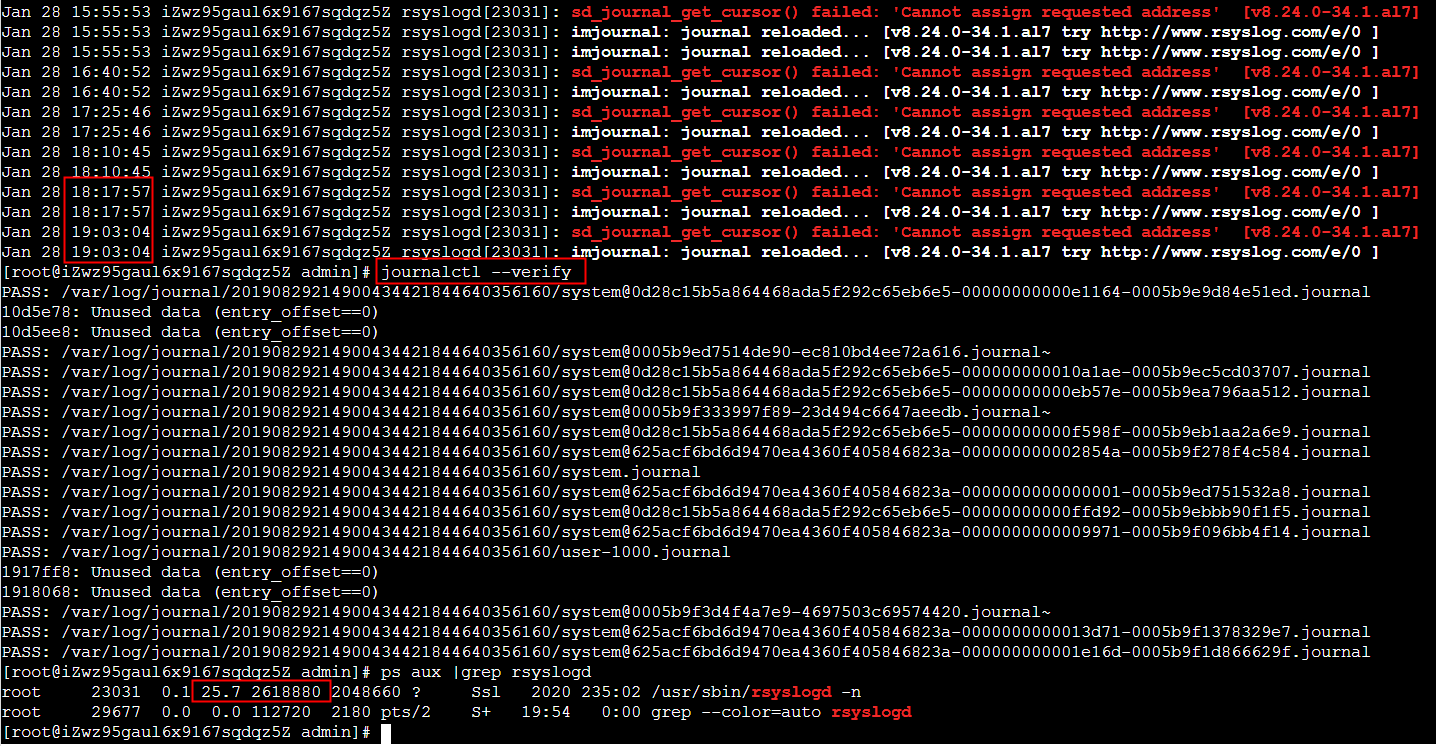 Jan 28 15:55:53 iZwz95gaul6x9167sqdqz5Z rsyslogd[23031]: sd_journal_get_cursor() failed: 'Cannot assign requested address'  [v8.24.0-34.1.al7]
Jan 28 15:55:53 iZwz95gaul6x9167sqdqz5Z rsyslogd[23031]: imjournal: journal reloaded... [v8.24.0-34.1.al7 try http://www.rsyslog.com/e/0 ]
Jan 28 15:55:53 iZwz95gaul6x9167sqdqz5Z rsyslogd[23031]: imjournal: journal reloaded... [v8.24.0-34.1.al7 try http://www.rsyslog.com/e/0 ]
Jan 28 16:40:52 iZwz95gaul6x9167sqdqz5Z rsyslogd[23031]: sd_journal_get_cursor() failed: 'Cannot assign requested address'  [v8.24.0-34.1.al7]
Jan 28 16:40:52 iZwz95gaul6x9167sqdqz5Z rsyslogd[23031]: imjournal: journal reloaded... [v8.24.0-34.1.al7 try http://www.rsyslog.com/e/0 ]
Jan 28 17:25:46 iZwz95gaul6x9167sqdqz5Z rsyslogd[23031]: sd_journal_get_cursor() failed: 'Cannot assign requested address'  [v8.24.0-34.1.al7]
Jan 28 17:25:46 iZwz95gaul6x9167sqdqz5Z rsyslogd[23031]: imjournal: journal reloaded... [v8.24.0-34.1.al7 try http://www.rsyslog.com/e/0 ]
Jan 28 18:10:45 iZwz95gaul6x9167sqdqz5Z rsyslogd[23031]: sd_journal_get_cursor() failed: 'Cannot assign requested address'  [v8.24.0-34.1.al7]
Jan 28 18:10:45 iZwz95gaul6x9167sqdqz5Z rsyslogd[23031]: imjournal: journal reloaded... [v8.24.0-34.1.al7 try http://www.rsyslog.com/e/0 ]
Jan 28 18:17:57 iZwz95gaul6x9167sqdqz5Z rsyslogd[23031]: sd_journal_get_cursor() failed: 'Cannot assign requested address'  [v8.24.0-34.1.al7]
Jan 28 18:17:57 iZwz95gaul6x9167sqdqz5Z rsyslogd[23031]: imjournal: journal reloaded... [v8.24.0-34.1.al7 try http://www.rsyslog.com/e/0 ]
Jan 28 19:03:04 iZwz95gaul6x9167sqdqz5Z rsyslogd[23031]: sd_journal_get_cursor() failed: 'Cannot assign requested address'  [v8.24.0-34.1.al7]
Jan 28 19:03:04 iZwz95gaul6x9167sqdqz5Z rsyslogd[23031]: imjournal: journal reloaded... [v8.24.0-34.1.al7 try http://www.rsyslog.com/e/0 ]
[root@iZwz95gaul6x9167sqdqz5Z admin]# journalctl --verify
PASS: /var/log/journal/20190829214900434421844640356160/system@0d28c15b5a864468ada5f292c65eb6e5-00000000000e1164-0005b9e9d84e51ed.journal
10d5e78: Unused data (entry_offset==0)
10d5ee8: Unused data (entry_offset==0)
PASS: /var/log/journal/20190829214900434421844640356160/system@0005b9ed7514de90-ec810bd4ee72a616.journal~
PASS: /var/log/journal/20190829214900434421844640356160/system@0d28c15b5a864468ada5f292c65eb6e5-000000000010a1ae-0005b9ec5cd03707.journal
PASS: /var/log/journal/20190829214900434421844640356160/system@0d28c15b5a864468ada5f292c65eb6e5-00000000000eb57e-0005b9ea796aa512.journal
PASS: /var/log/journal/20190829214900434421844640356160/system@0005b9f333997f89-23d494c6647aeedb.journal~
PASS: /var/log/journal/20190829214900434421844640356160/system@0d28c15b5a864468ada5f292c65eb6e5-00000000000f598f-0005b9eb1aa2a6e9.journal
PASS: /var/log/journal/20190829214900434421844640356160/system@625acf6bd6d9470ea4360f405846823a-000000000002854a-0005b9f278f4c584.journal
PASS: /var/log/journal/20190829214900434421844640356160/system.journal
PASS: /var/log/journal/20190829214900434421844640356160/system@625acf6bd6d9470ea4360f405846823a-0000000000000001-0005b9ed751532a8.journal
PASS: /var/log/journal/20190829214900434421844640356160/system@0d28c15b5a864468ada5f292c65eb6e5-00000000000ffd92-0005b9ebbb90f1f5.journal
PASS: /var/log/journal/20190829214900434421844640356160/system@625acf6bd6d9470ea4360f405846823a-0000000000009971-0005b9f096bb4f14.journal
PASS: /var/log/journal/20190829214900434421844640356160/user-1000.journal
1917ff8: Unused data (entry_offset==0)
1918068: Unused data (entry_offset==0)
PASS: /var/log/journal/20190829214900434421844640356160/system@0005b9f3d4f4a7e9-4697503c69574420.journal~
PASS: /var/log/journal/20190829214900434421844640356160/system@625acf6bd6d9470ea4360f405846823a-0000000000013d71-0005b9f1378329e7.journal
PASS: /var/log/journal/20190829214900434421844640356160/system@625acf6bd6d9470ea4360f405846823a-000000000001e16d-0005b9f1d866629f.journal
[root@iZwz95gaul6x9167sqdqz5Z admin]# ps aux |grep rsyslogd
root     23031  0.1 25.7 2618880 2048660 ?     Ssl   2020 235:02 /usr/sbin/rsyslogd -n
root     29677  0.0  0.0 112720  2180 pts/2    S+   19:54   0:00 grep --color=auto rsyslogd
[root@iZwz95gaul6x9167sqdqz5Z admin]#